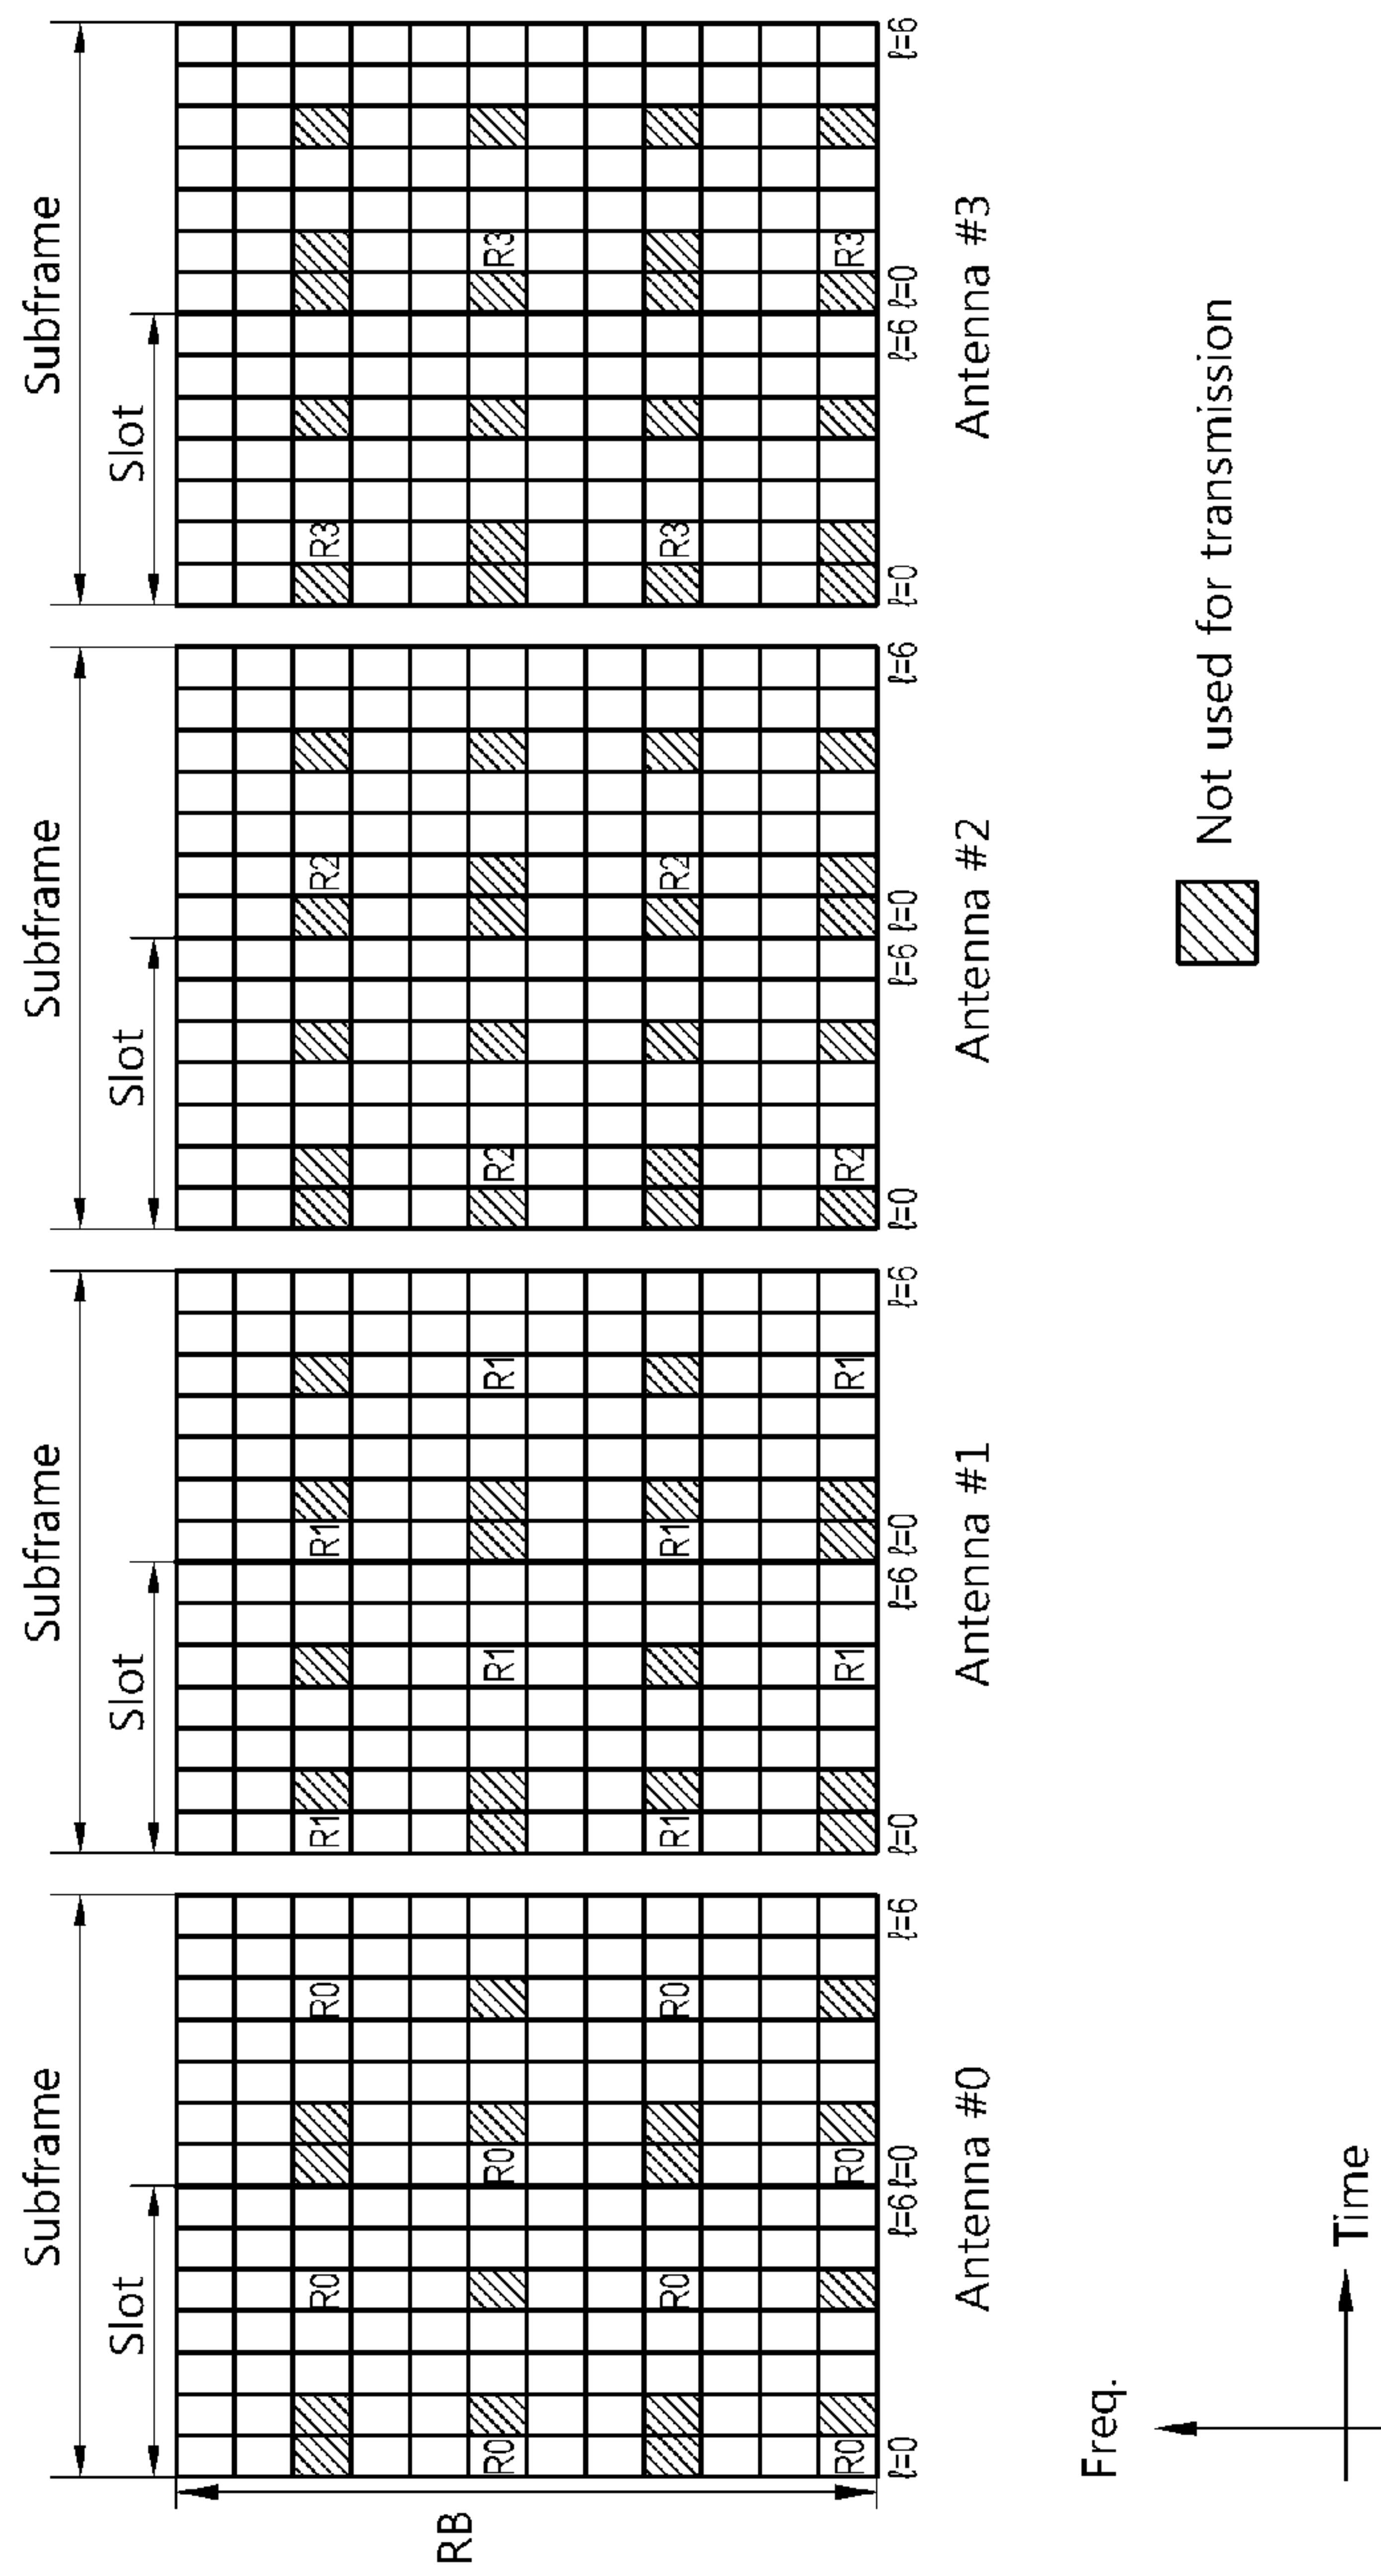 Subframe Subframe Subframe Subframe
Slot Slot Slot Slot
R0 R0 R1 R1 R2 R3
RB
R0 R0 R1 R1 R2 R3
R0 R0 R1 R1 R2 R3
R0 R0 R1 R1 R2 R3
ℓ=0 ℓ=6 ℓ=0 ℓ=6 ℓ=0 ℓ=6 ℓ=0 ℓ=6 ℓ=0 ℓ=6 ℓ=0 ℓ=6 ℓ=0 ℓ=6 ℓ=0 ℓ=6
Antenna #0 Antenna #1 Antenna #2 Antenna #3
Freq.
Not used for transmission
Time